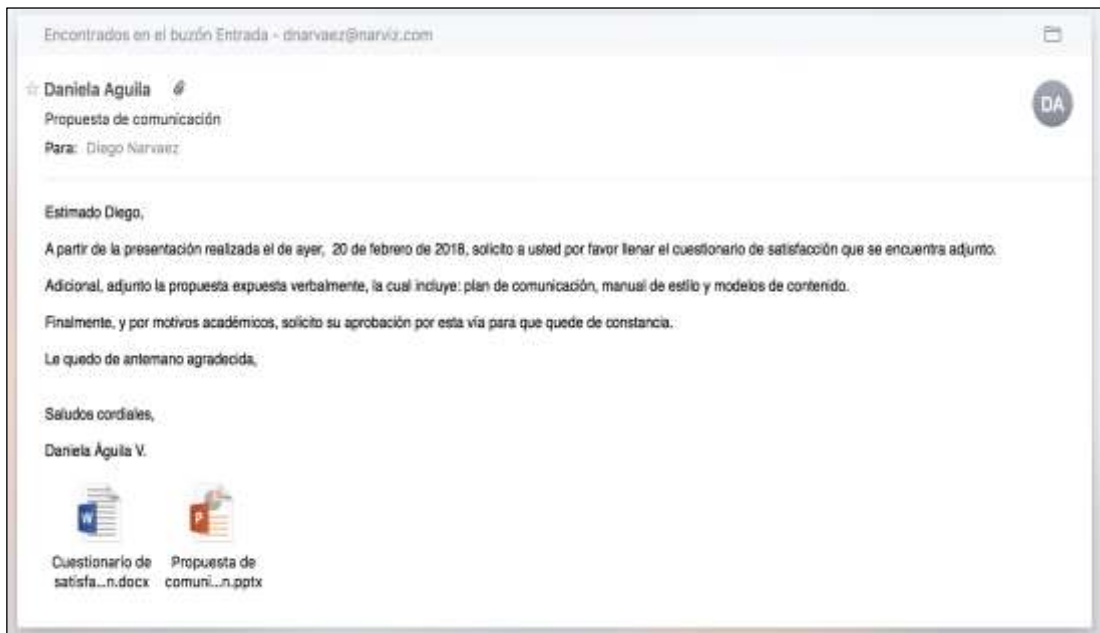 Encontrados en el buzón Entrada - dnarvaez@narviz.com
Daniela Aguila
DA
Propuesta de comunicación
Para: Diego Narvaez
Estimado Diego,
A partir de la presentación realizada el de ayer, 20 de febrero de 2018, solicito a usted por favor llenar el cuestionario de satisfacción que se encuentra adjunto.
Adicional, adjunto la propuesta expuesta verbalmente, la cual incluye: plan de comunicación, manual de estilo y modelos de contenido.
Finalmente, y por motivos académicos, solicito su aprobación por esta vía para que quede de constancia.
Le quedo de antemano agradecida,
Saludos cordiales,
Daniela Águila V.
W
P
Cuestionario de
satisfa...n.docx
Propuesta de
comuni...n.pptx